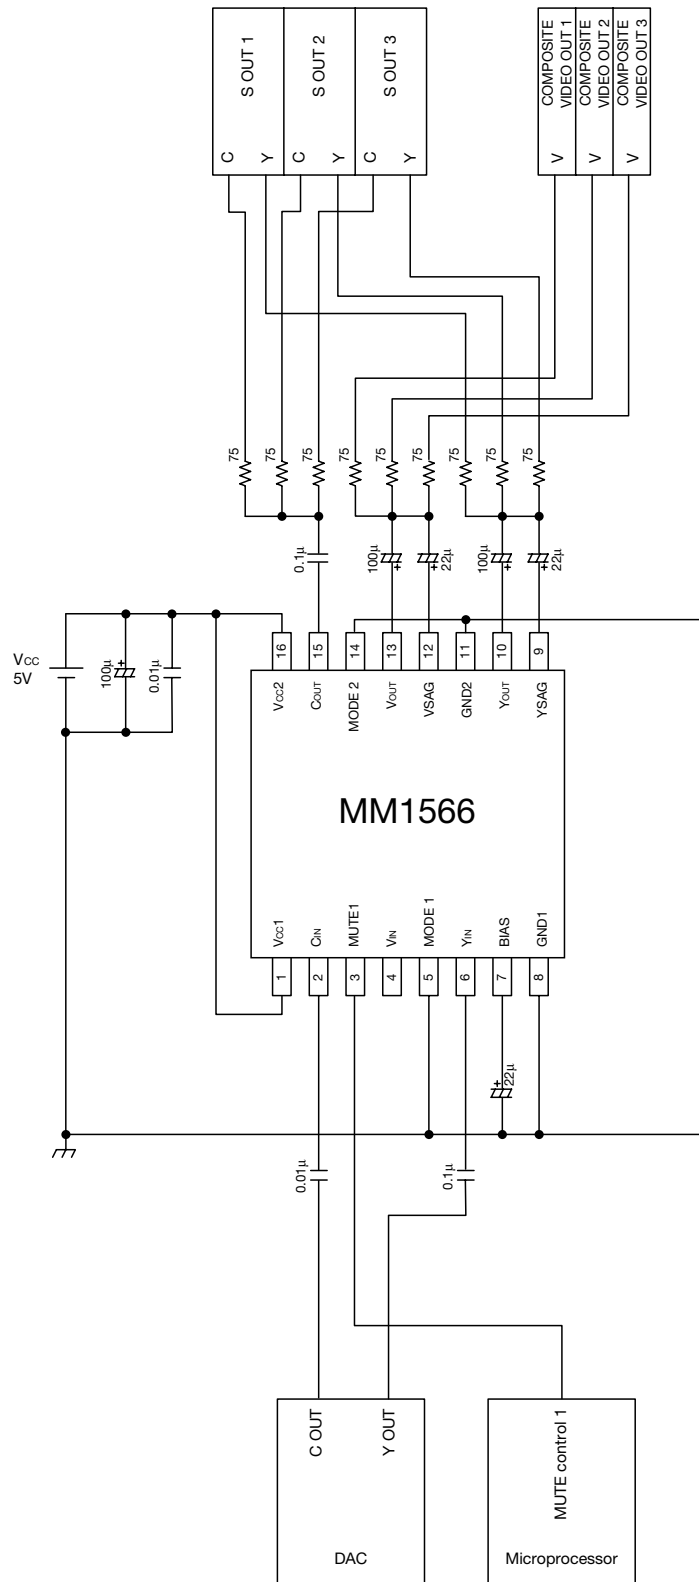 S OUT 1
S OUT 2
S OUT 3
C
Y
C
Y
C
Y
COMPOSITE
VIDEO OUT 1
COMPOSITE
VIDEO OUT 2
COMPOSITE
VIDEO OUT 3
V
V
V
75
75
75
75
75
75
75
75
75
0.1µ
100µ
+
22µ
+
100µ
+
22µ
+
VCC
5V
100µ
+
0.01µ
16
15
14
13
12
11
10
9
VCC2
COUT
MODE 2
VOUT
VSAG
GND2
YOUT
YSAG
MM1566
VCC1
CIN
MUTE1
VIN
MODE 1
YIN
BIAS
GND1
1
2
3
4
5
6
7
8
+
22µ
0.01µ
0.1µ
C OUT
Y OUT
DAC
MUTE control 1
Microprocessor